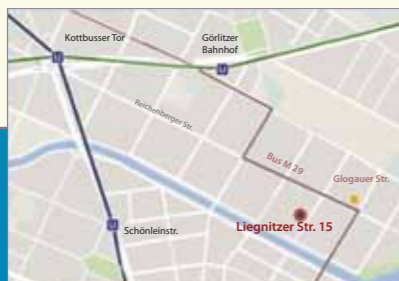 Kottbusser Tor
Görlitzer
Bahnhof
Reichenberger Str.
Bus M 29
Glogauer Str.
Liegnitzer Str. 15
Schönleinstr.
U
U
U